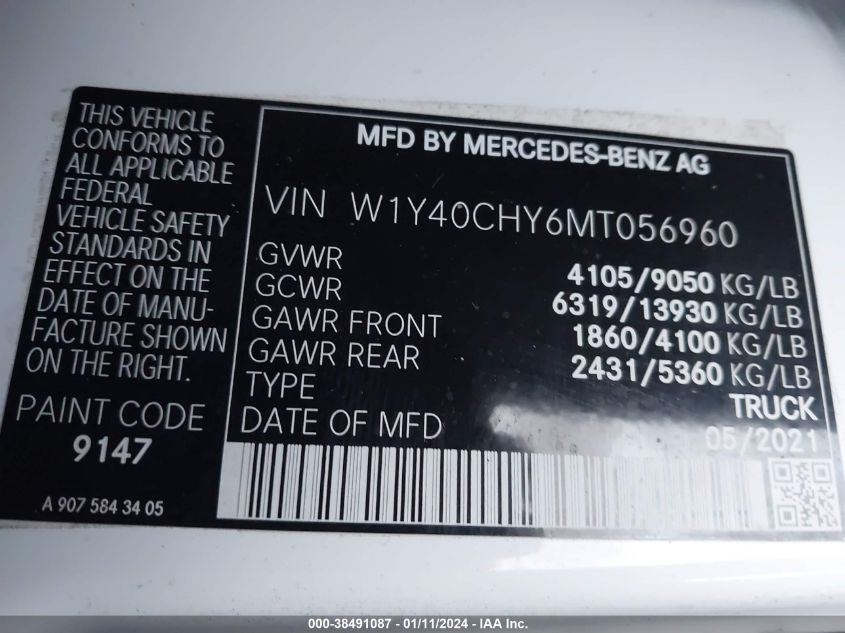 THIS VEHICLE
CONFORMS TO
ALL APPLICABLE
FEDERAL
VEHICLE SAFETY
STANDARDS IN
EFFECT ON THE
DATE OF MANU-
FACTURE SHOWN
ON THE RIGHT.
PAINT CODE
9147
A 907 584 34 05
MFD BY MERCEDES-BENZ AG
VIN W1Y40CHY6MT056960
GVWR 4105/9050 KG/LB
GCWR 6319/13930 KG/LB
GAWR FRONT 1860/4100 KG/LB
GAWR REAR 2431/5360 KG/LB
TYPE TRUCK
DATE OF MFD 05/2021
000-38491087 - 01/11/2024 - IAA Inc.